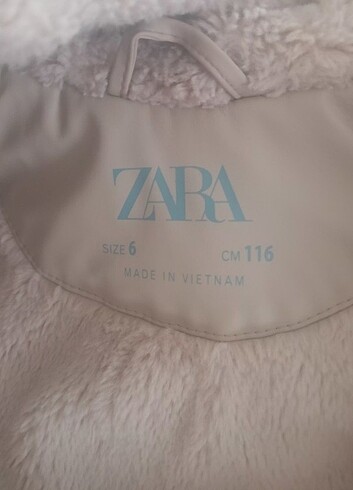 ZARA
SIZE 6 CM 116
MADE IN VIETNAM